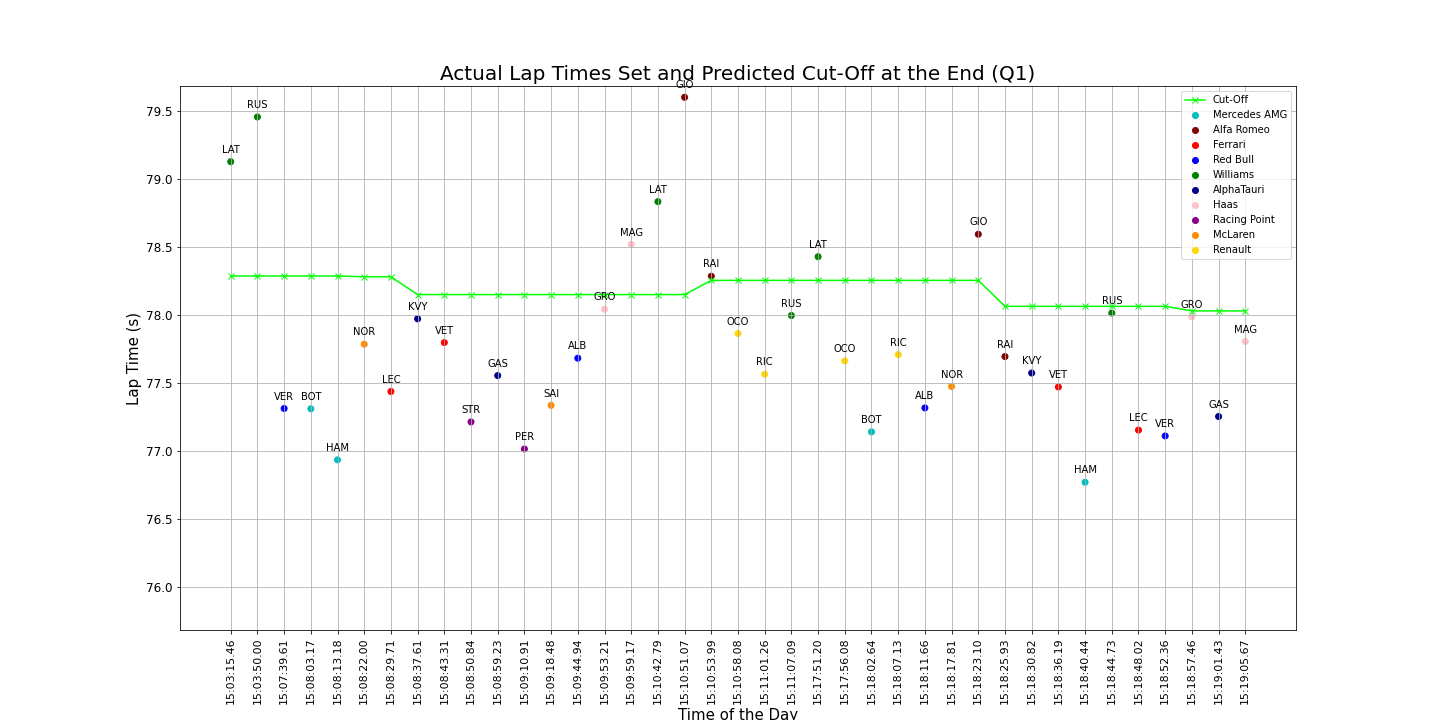 Actual Lap Times Set and Predicted Cut-Off at the End (Q1)
Lap Time (s)
79.5
79.0
78.5
78.0
77.5
77.0
76.5
76.0
LAT
RUS
VER
BOT
HAM
NOR
LEC
KVY
VET
STR
GAS
PER
SAI
ALB
GRO
MAG
LAT
GIO
RAI
OCO
RIC
RUS
LAT
OCO
BOT
RIC
ALB
NOR
GIO
RAI
KVY
VET
HAM
RUS
LEC
VER
GRO
GAS
MAG
Cut-Off
Mercedes AMG
Alfa Romeo
Ferrari
Red Bull
Williams
AlphaTauri
Haas
Racing Point
McLaren
Renault
15:03:15.46
15:03:50.00
15:07:39.61
15:08:03.17
15:08:13.18
15:08:22.00
15:08:29.71
15:08:37.61
15:08:43.31
15:08:50.84
15:08:59.23
15:09:10.91
15:09:18.48
15:09:44.94
15:09:53.21
15:09:59.17
15:10:42.79
15:10:51.07
15:10:53.99
15:10:58.08
15:11:01.26
15:11:07.09
15:17:51.20
15:17:56.08
15:18:02.64
15:18:07.13
15:18:11.66
15:18:17.81
15:18:23.10
15:18:25.93
15:18:30.82
15:18:36.19
15:18:40.44
15:18:44.73
15:18:48.02
15:18:52.36
15:18:57.46
15:19:01.43
15:19:05.67
Time of the Day